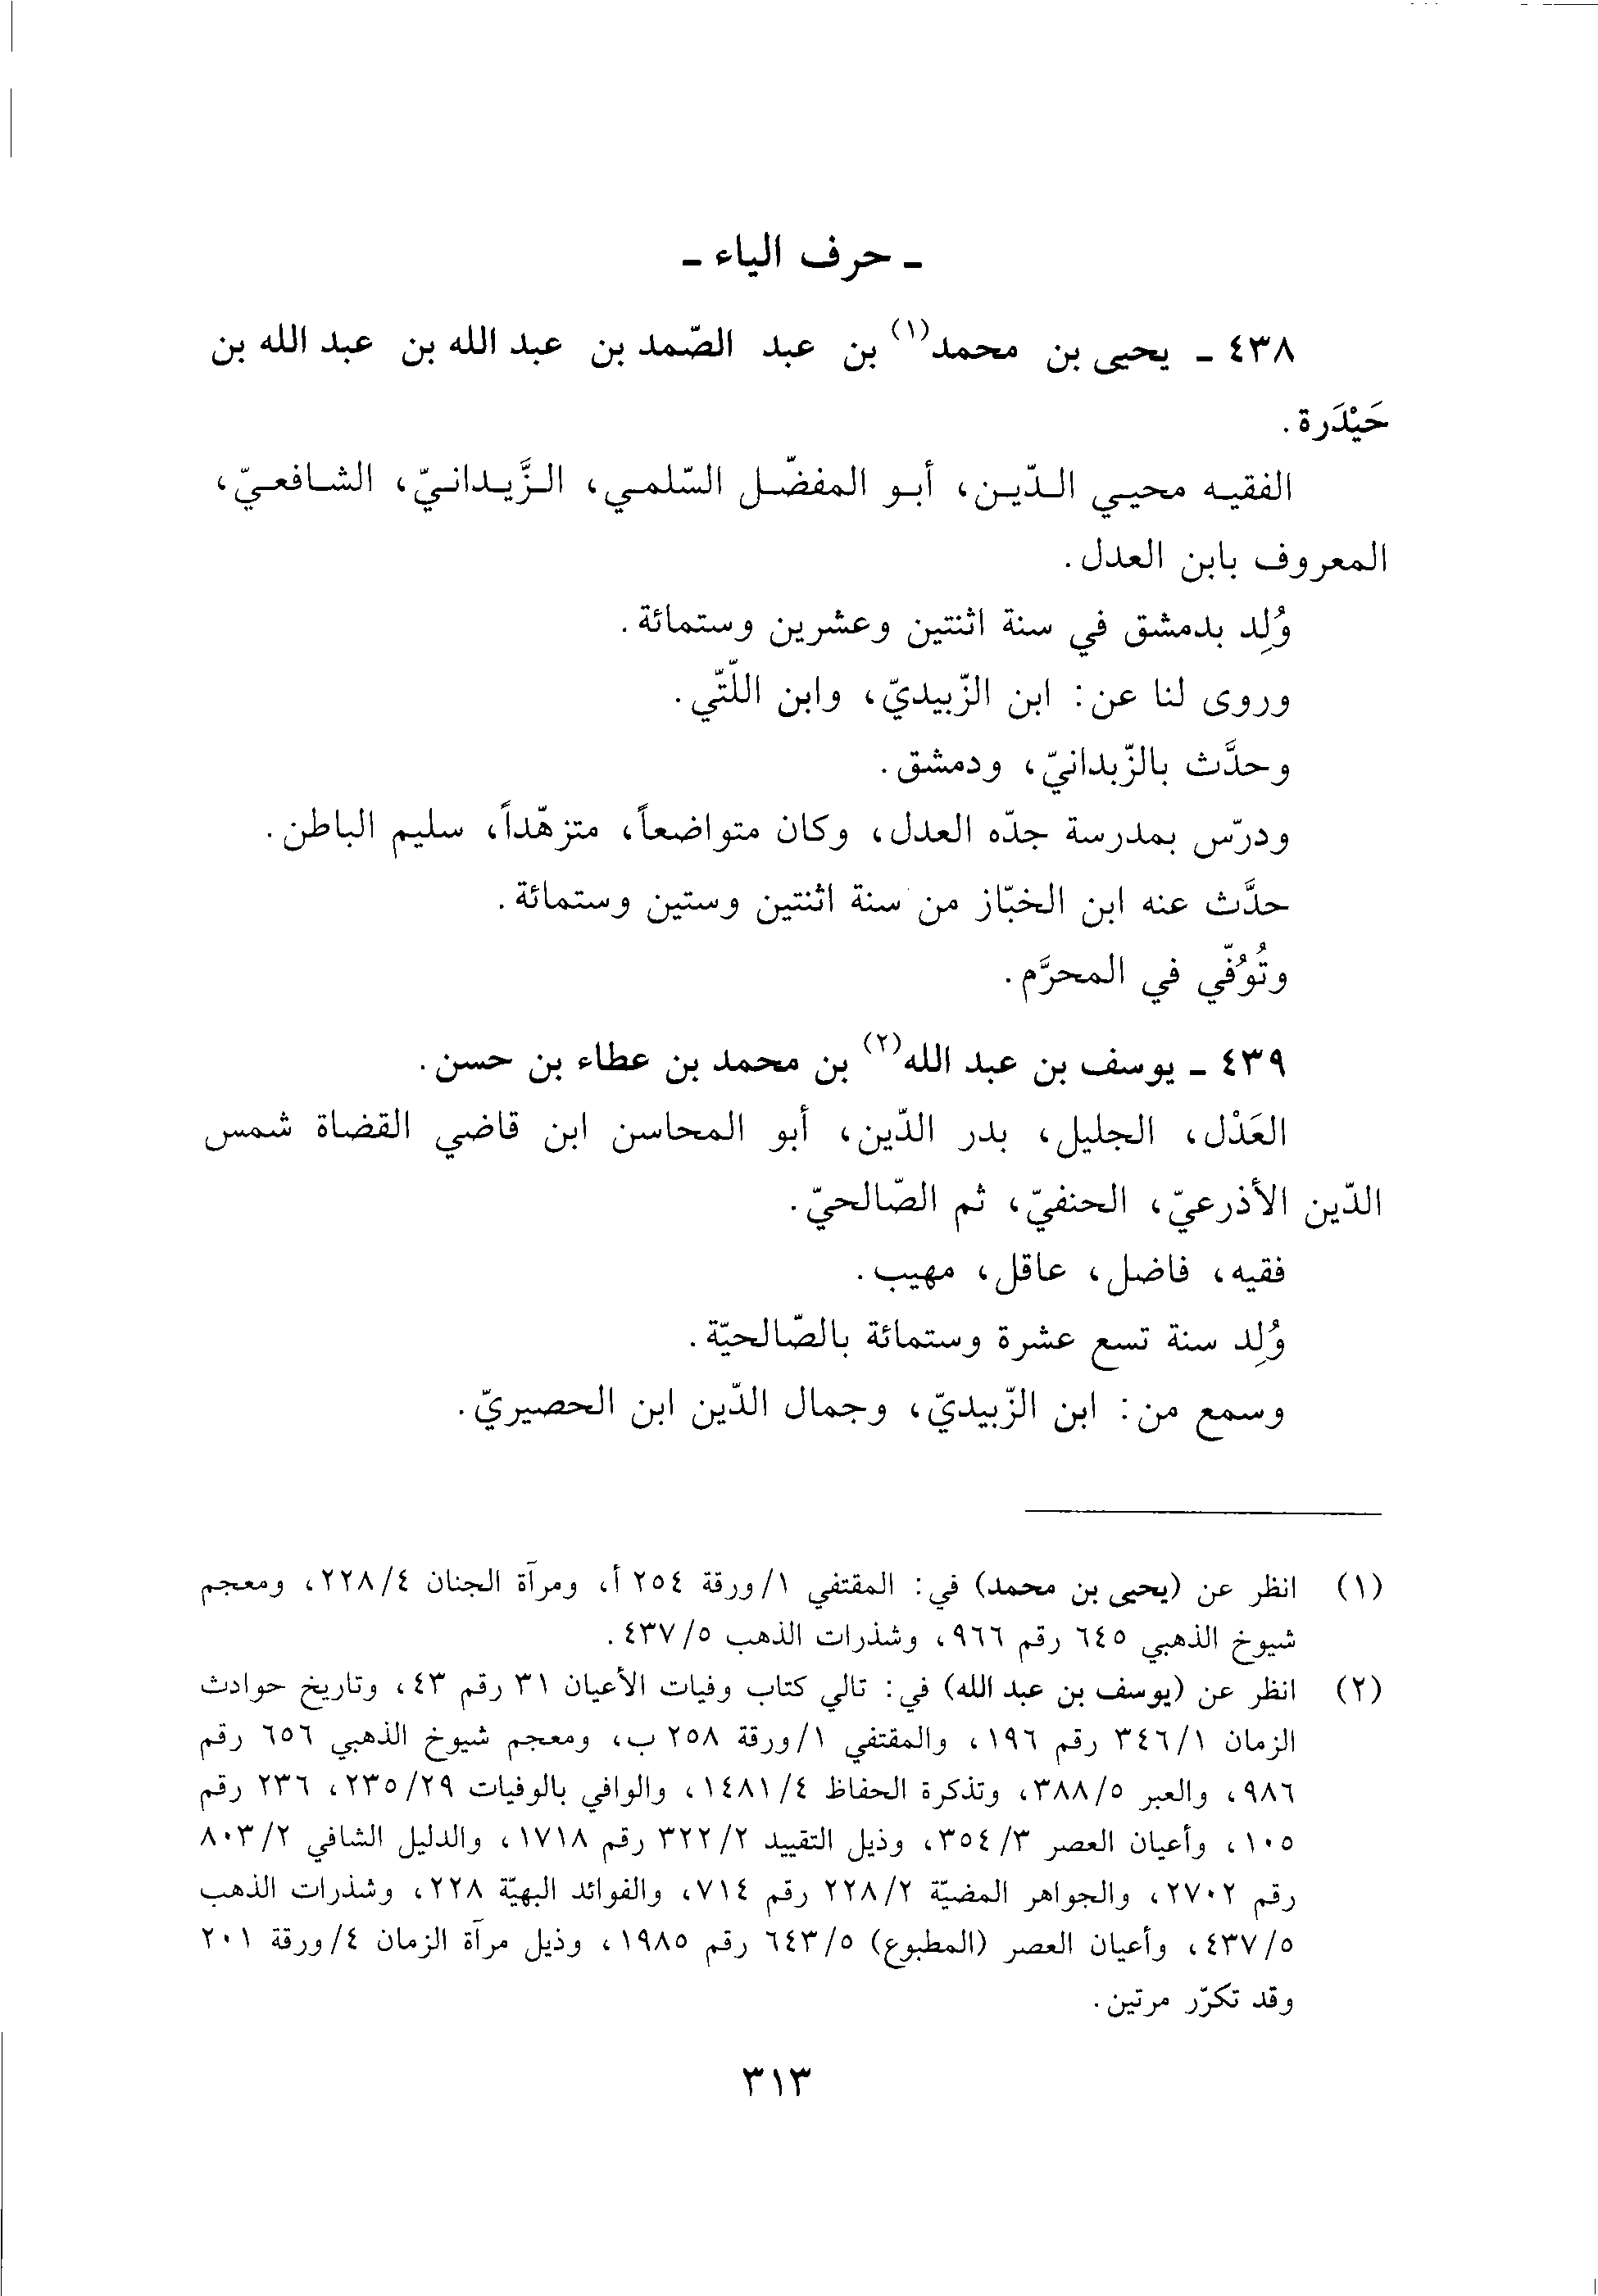 ـ حرف الياء ـ
٤٣٨ ـ يحيى بن محمد(١) بن عبد الصّمد بن عبد الله بن عبد الله بن
حَيْدَرة.
الفقيه محيي الدّين، أبو المفضّل السّلمي، الزَّيدانيّ، الشافعيّ،
المعروف بابن العدل.
وُلِد بدمشق في سنة اثنتين وعشرين وستمائة.
وروى لنا عن: ابن الزّبيديّ، وابن اللّتّي.
وحدَّث بالزّبدانيّ، ودمشق.
ودرّس بمدرسة جدّه العدل، وكان متواضعاً، متزهّداً، سليم الباطن.
حدَّث عنه ابن الخبّاز من سنة اثنتين وستين وستمائة.
وتُوُفّي في المحرَّم.
٤٣٩ ـ يوسف بن عبد الله(٢) بن محمد بن عطاء بن حسن.
العَدْل، الجليل، بدر الدّين، أبو المحاسن ابن قاضي القضاة شمس
الدّين الأذرعيّ، الحنفيّ، ثم الصّالحيّ.
فقيه، فاضل، عاقل، مهيب.
وُلِد سنة تسع عشرة وستمائة بالصّالحيّة.
وسمع من: ابن الزّبيديّ، وجمال الدّين ابن الحصيريّ.
(١) انظر عن (يحيى بن محمد) في: المقتفي ١/ورقة ٢٥٤ أ، ومرآة الجنان ٢٢٨/٤، ومعجم
شيوخ الذهبي ٦٤٥ رقم ٩٦٦، وشذرات الذهب ٤٣٧/٥.
(٢) انظر عن (يوسف بن عبد الله) في: تالي كتاب وفيات الأعيان ٣١ رقم ٤٣، وتاريخ حوادث
الزمان ٣٤٦/١ رقم ١٩٦، والمقتفي ١/ورقة ٢٥٨ ب، ومعجم شيوخ الذهبي ٦٥٦ رقم
٩٨٦، والعبر ٣٨٨/٥، وتذكرة الحفاظ ١٤٨١/٤، والوافي بالوفيات ٢٣٥/٢٩، ٢٣٦ رقم
١٠٥، وأعيان العصر ٣٥٤/٣، وذيل التقييد ٣٢٢/٢ رقم ١٧١٨، والدليل الشافي ٨٠٣/٢
رقم ٢٧٠٢، والجواهر المضيّة ٢٢٨/٢ رقم ٧١٤، والفوائد البهيّة ٢٢٨، وشذرات الذهب
٤٣٧/٥، وأعيان العصر (المطبوع) ٦٤٣/٥ رقم ١٩٨٥، وذيل مرآة الزمان ٤/ورقة ٢٠١
وقد تكرّر مرتين.
٣١٣